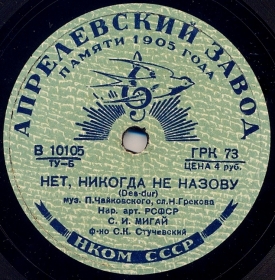 АПРЕЛЕВСКИЙ ЗАВОД
ПАМЯТИ 1905 ГОДА
В 10105
ТУ-Б
ГРК 73
ЦЕНА 4 руб.
НЕТ, НИКОГДА НЕ НАЗОВУ
(Des-dur)
муз. П. Чайковского, сл. Н. Грекова
Нар. арт. РСФСР
С. И. МИГАЙ
ф-но С.К. Стучевский
НКОМ СССР